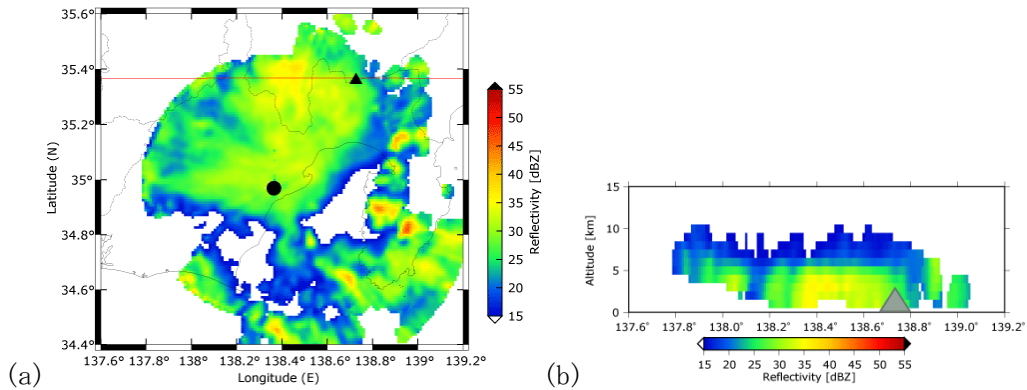 35.6°
35.4°
35.2°
35°
34.8°
34.6°
34.4°
Latitude (N)
137.6° 137.8° 138° 138.2° 138.4° 138.6° 138.8° 139° 139.2°
Longitude (E)
55
50
45
40
35
30
25
20
15
Reflectivity [dBZ]
(a)
15
10
5
0
Altitude [km]
137.6° 137.8° 138.0° 138.2° 138.4° 138.6° 138.8° 139.0° 139.2°
15 20 25 30 35 40 45 50 55
Reflectivity [dBZ]
(b)